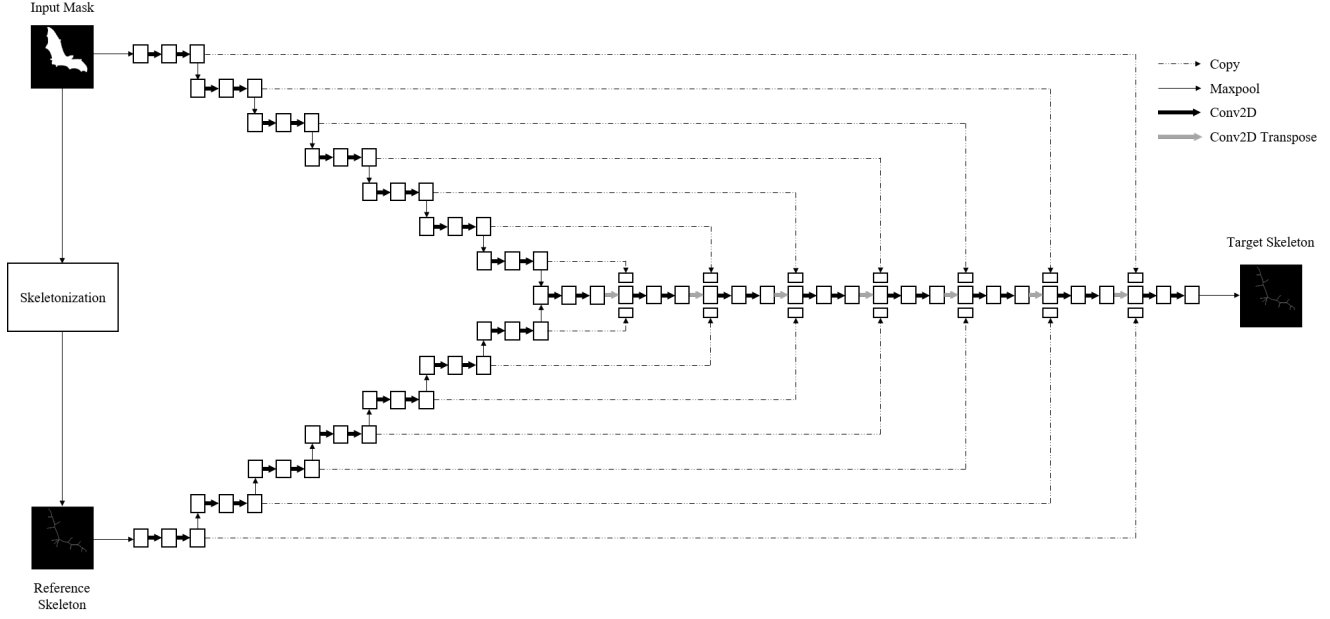 Input Mask
Copy
Maxpool
Conv2D
Conv2D Transpose
Target Skeleton
Skeletonization
Reference
Skeleton